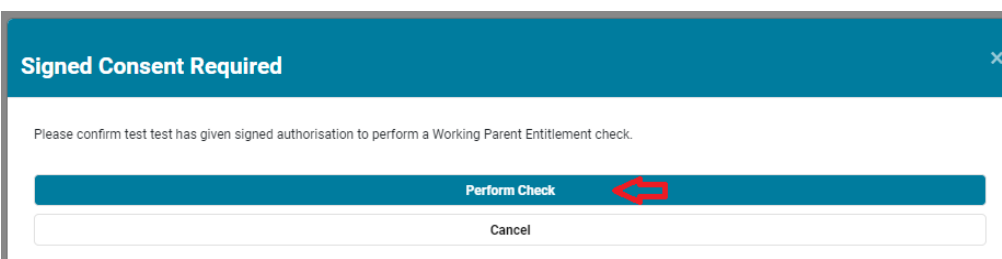 Signed Consent Required
Please confirm test test has given signed authorisation to perform a Working Parent Entitlement check.
Perform Check
Cancel